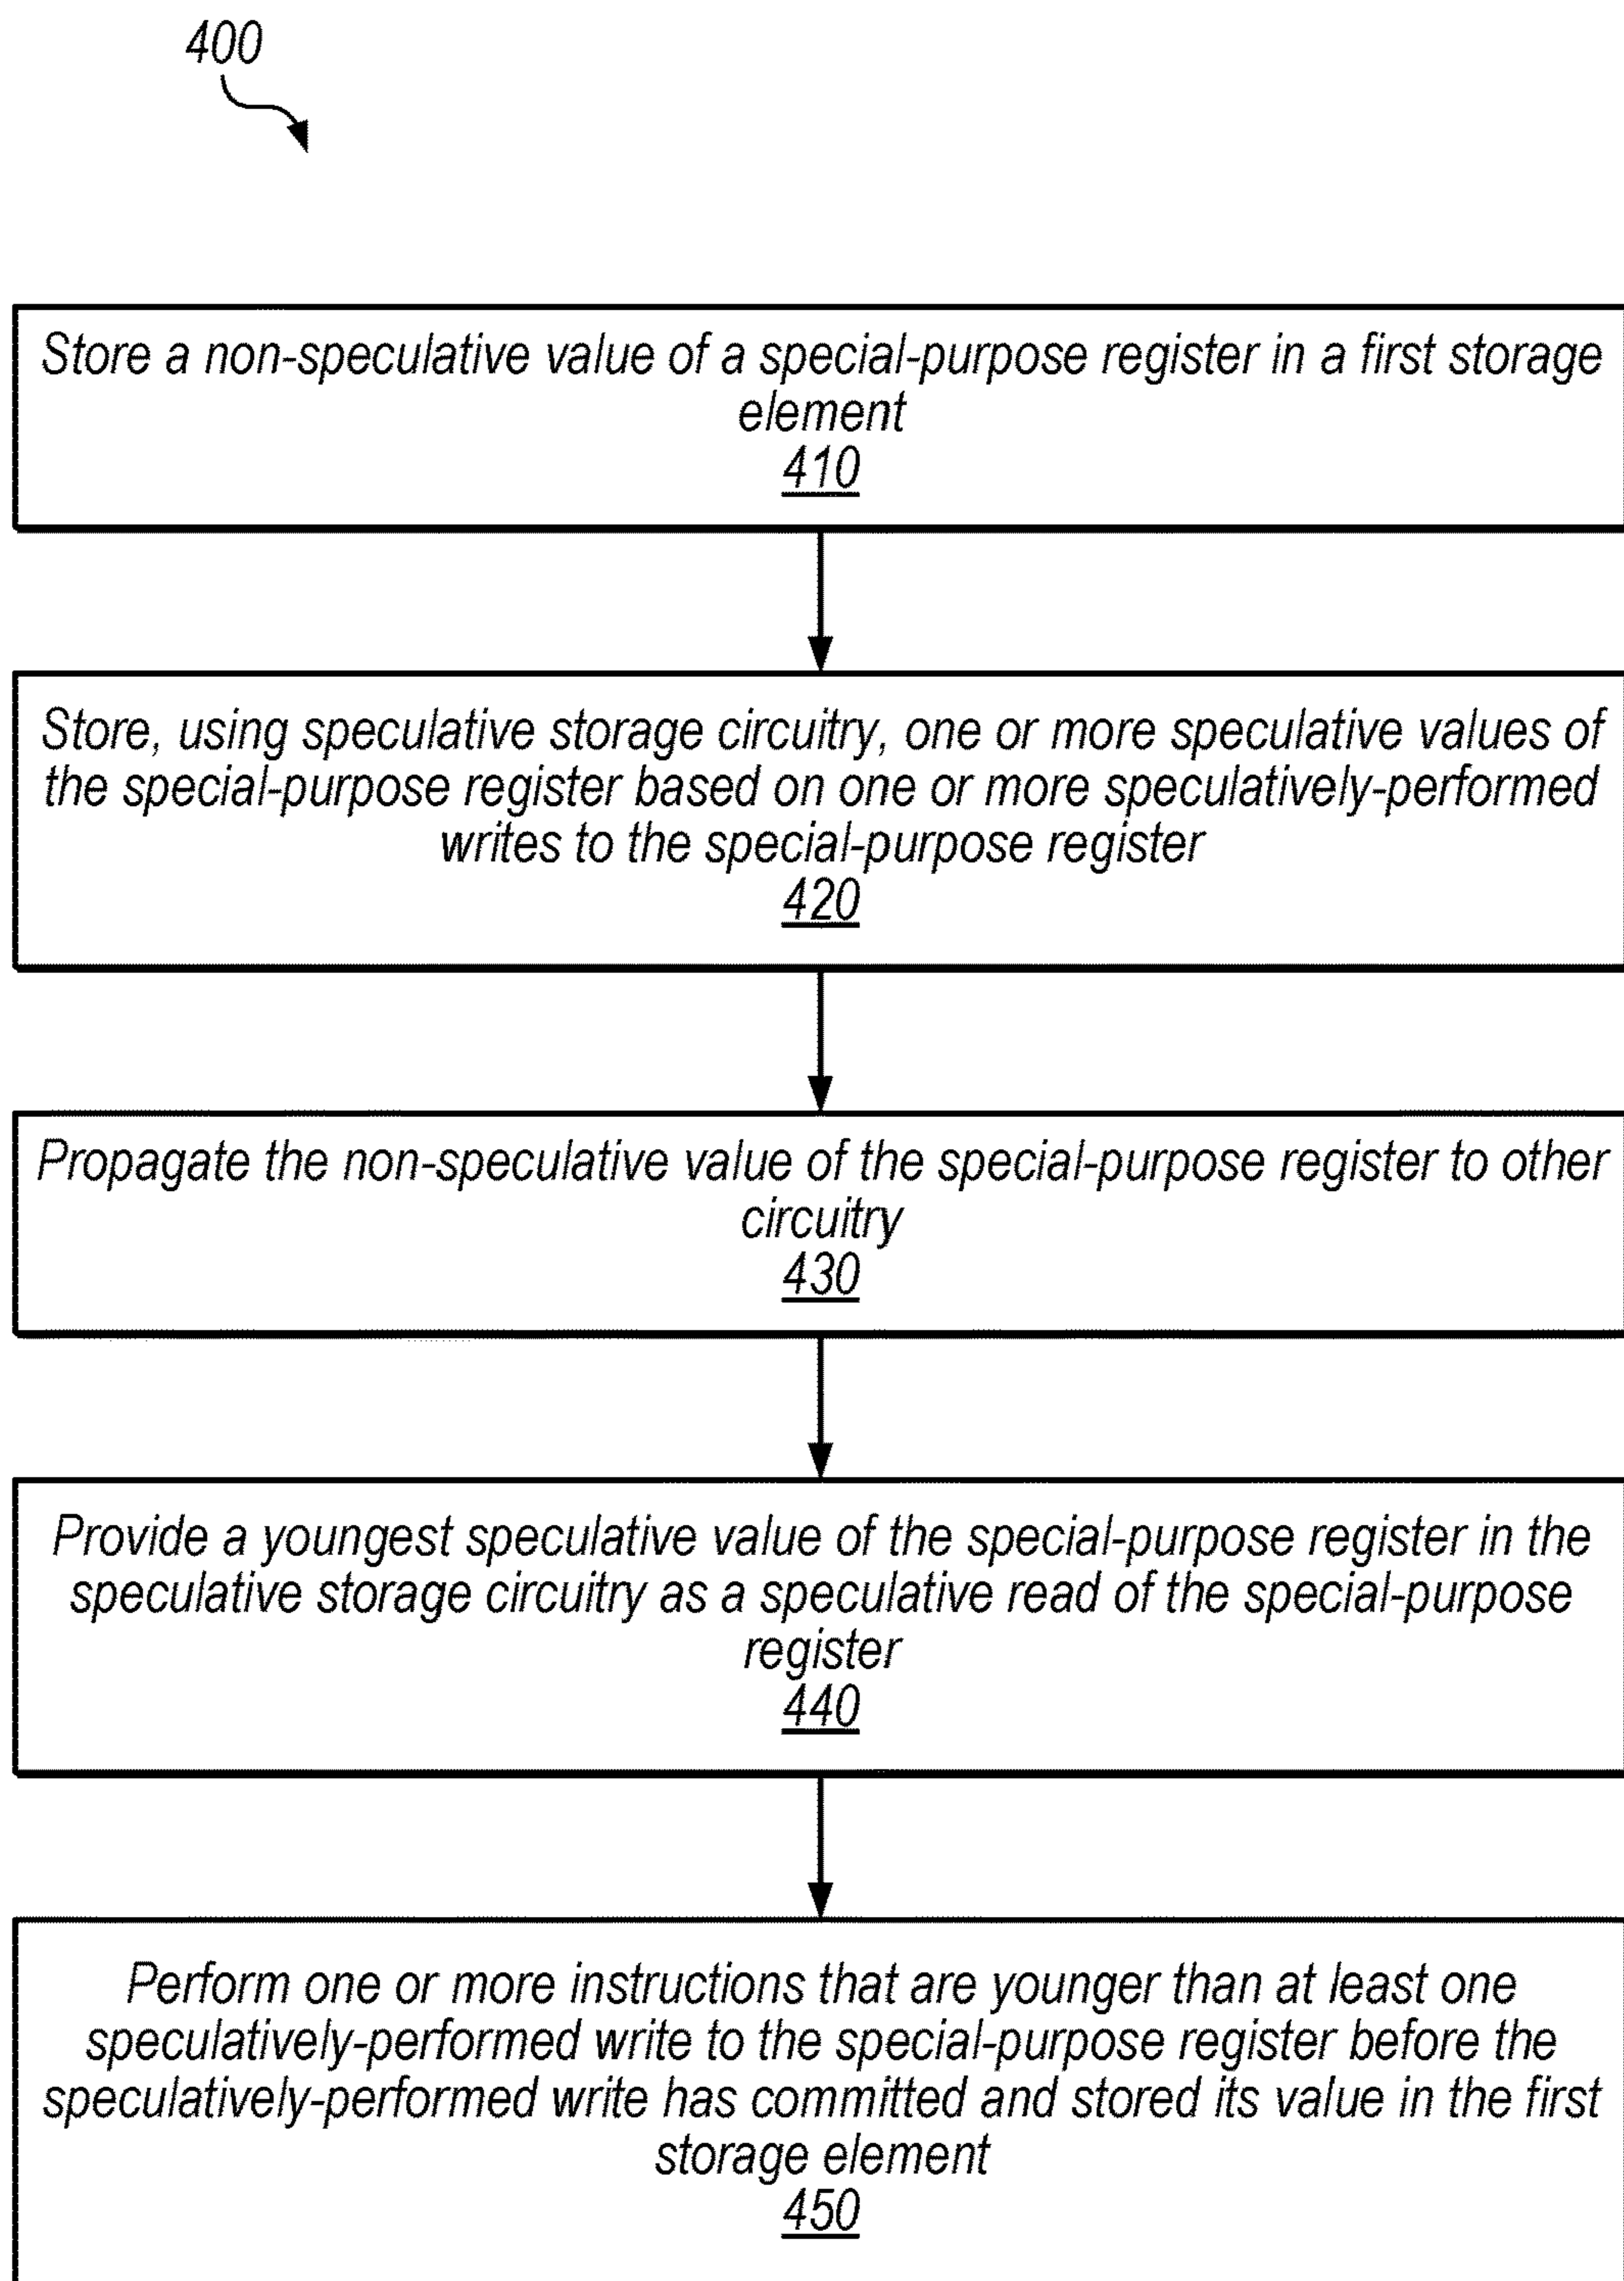 400
Store a non-speculative value of a special-purpose register in a first storage
element
410
Store, using speculative storage circuitry, one or more speculative values of
the special-purpose register based on one or more speculatively-performed
writes to the special-purpose register
420
Propagate the non-speculative value of the special-purpose register to other
circuitry
430
Provide a youngest speculative value of the special-purpose register in the
speculative storage circuitry as a speculative read of the special-purpose
register
440
Perform one or more instructions that are younger than at least one
speculatively-performed write to the special-purpose register before the
speculatively-performed write has committed and stored its value in the first
storage element
450